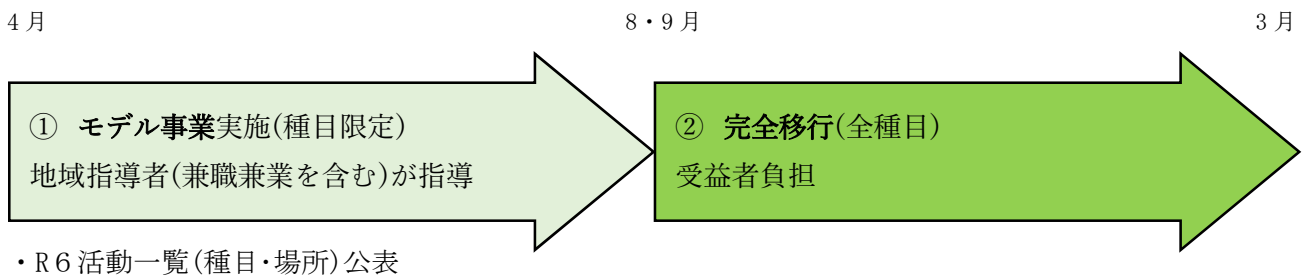 4月 8・9月 3月
① モデル事業実施(種目限定)
地域指導者(兼職兼業を含む)が指導
② 完全移行(全種目)
受益者負担
・R6活動一覧(種目･場所)公表